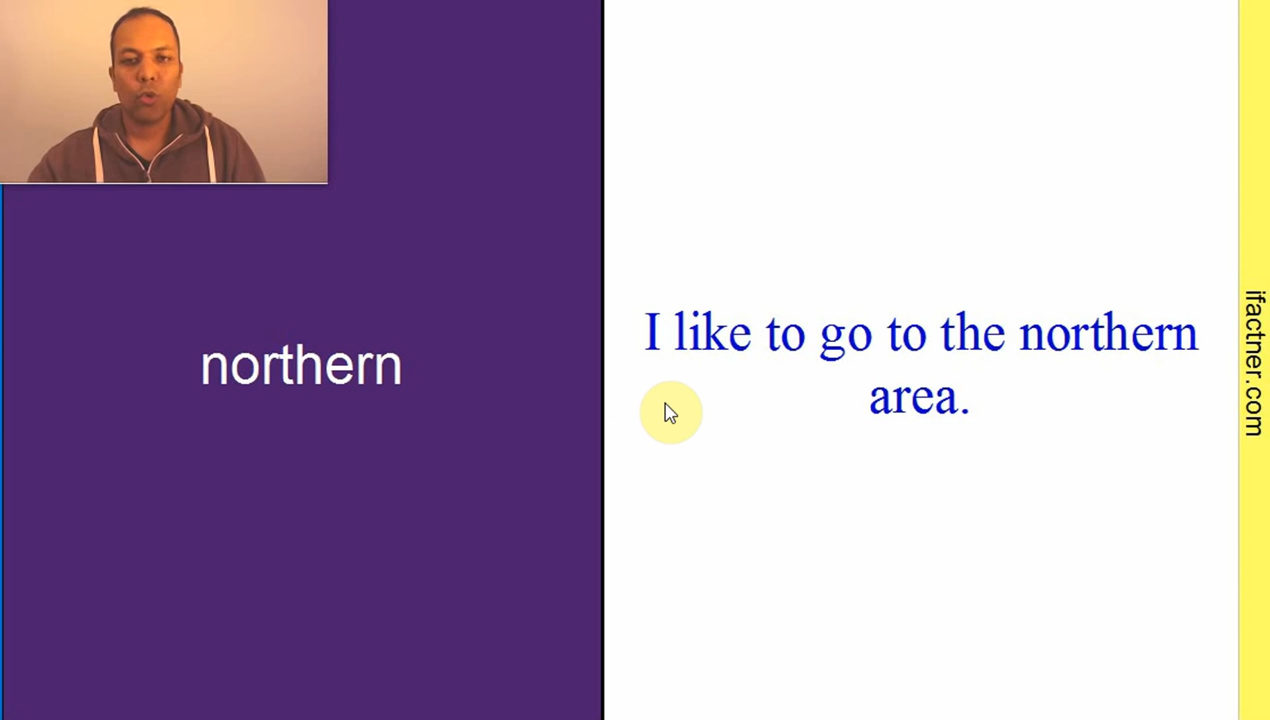 northern
I like to go to the northern
area.
ifactner.com